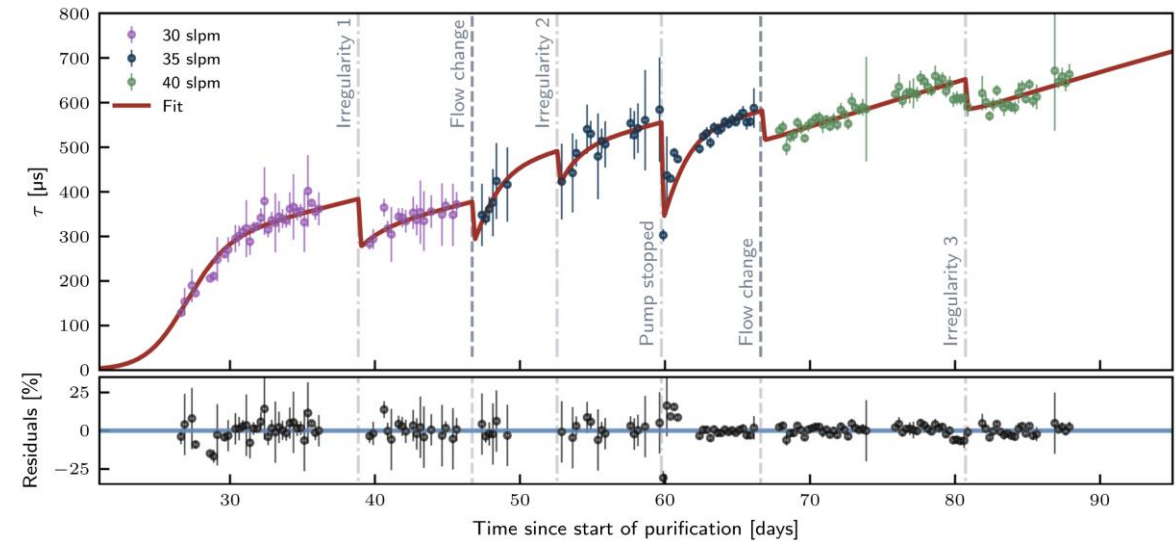 800
700
600
500
400
300
200
100
0
τ [µs]
30 slpm
35 slpm
40 slpm
Fit
Irregularity 1
Flow change
Irregularity 2
Pump stopped
Flow change
Irregularity 3
25
0
−25
Residuals [%]
30
40
50
60
70
80
90
Time since start of purification [days]